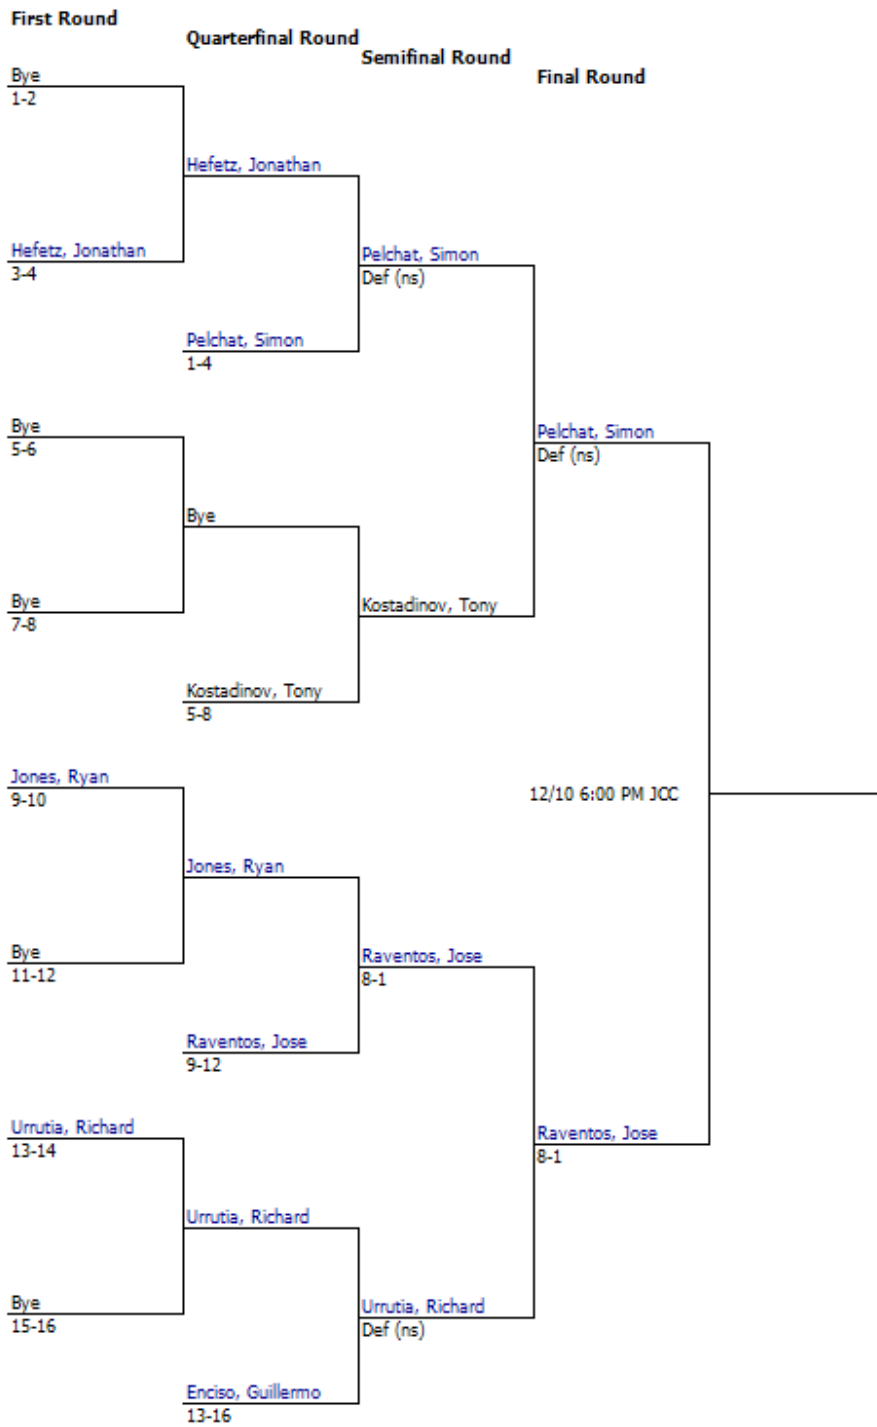 First Round
Quarterfinal Round
Semifinal Round
Final Round
Bye
1-2
Hefetz, Jonathan
Hefetz, Jonathan
3-4
Pelchat, Simon
Def (ns)
Pelchat, Simon
1-4
Bye
5-6
Pelchat, Simon
Def (ns)
Bye
Bye
7-8
Kostadinov, Tony
Kostadinov, Tony
5-8
Jones, Ryan
9-10
12/10 6:00 PM JCC
Jones, Ryan
Bye
11-12
Raventos, Jose
8-1
Raventos, Jose
9-12
Urrutia, Richard
13-14
Raventos, Jose
8-1
Urrutia, Richard
Bye
15-16
Urrutia, Richard
Def (ns)
Enciso, Guillermo
13-16